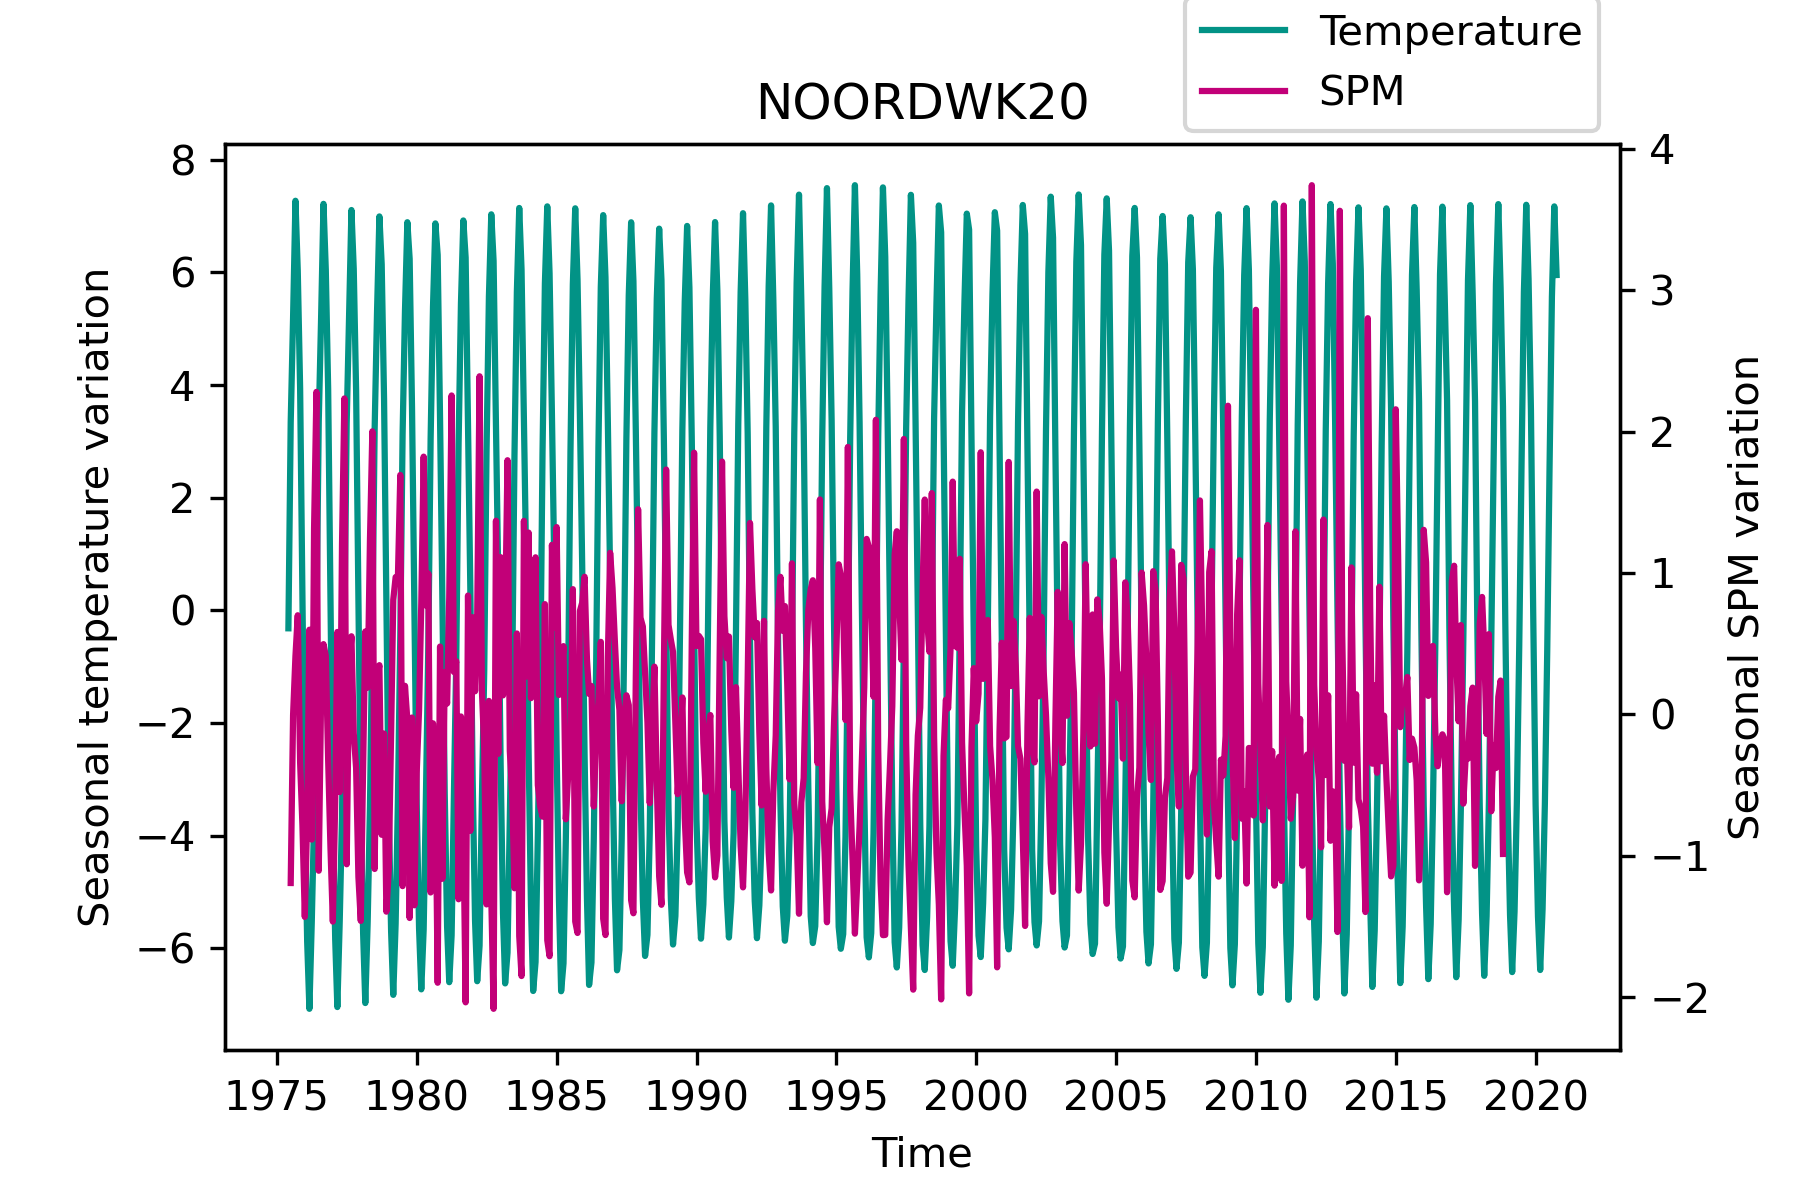 Temperature
SPM
NOORDWK20
8
6
4
2
0
−2
−4
−6
Seasonal temperature variation
4
3
2
1
0
−1
−2
Seasonal SPM variation
1975 1980 1985 1990 1995 2000 2005 2010 2015 2020
Time